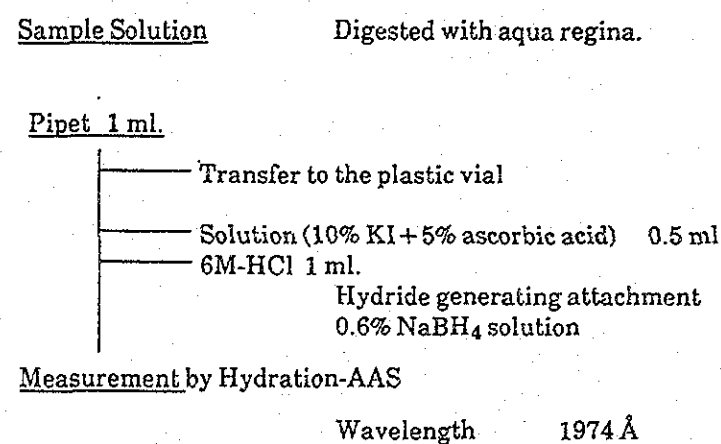 Sample Solution Digested with aqua regina.
Pipet 1 ml.
Transfer to the plastic vial
Solution (10% KI + 5% ascorbic acid) 0.5 ml
6M-HCl 1 ml.
Hydride generating attachment
0.6% NaBH4 solution
Measurement by Hydration-AAS
Wavelength 1974 Å